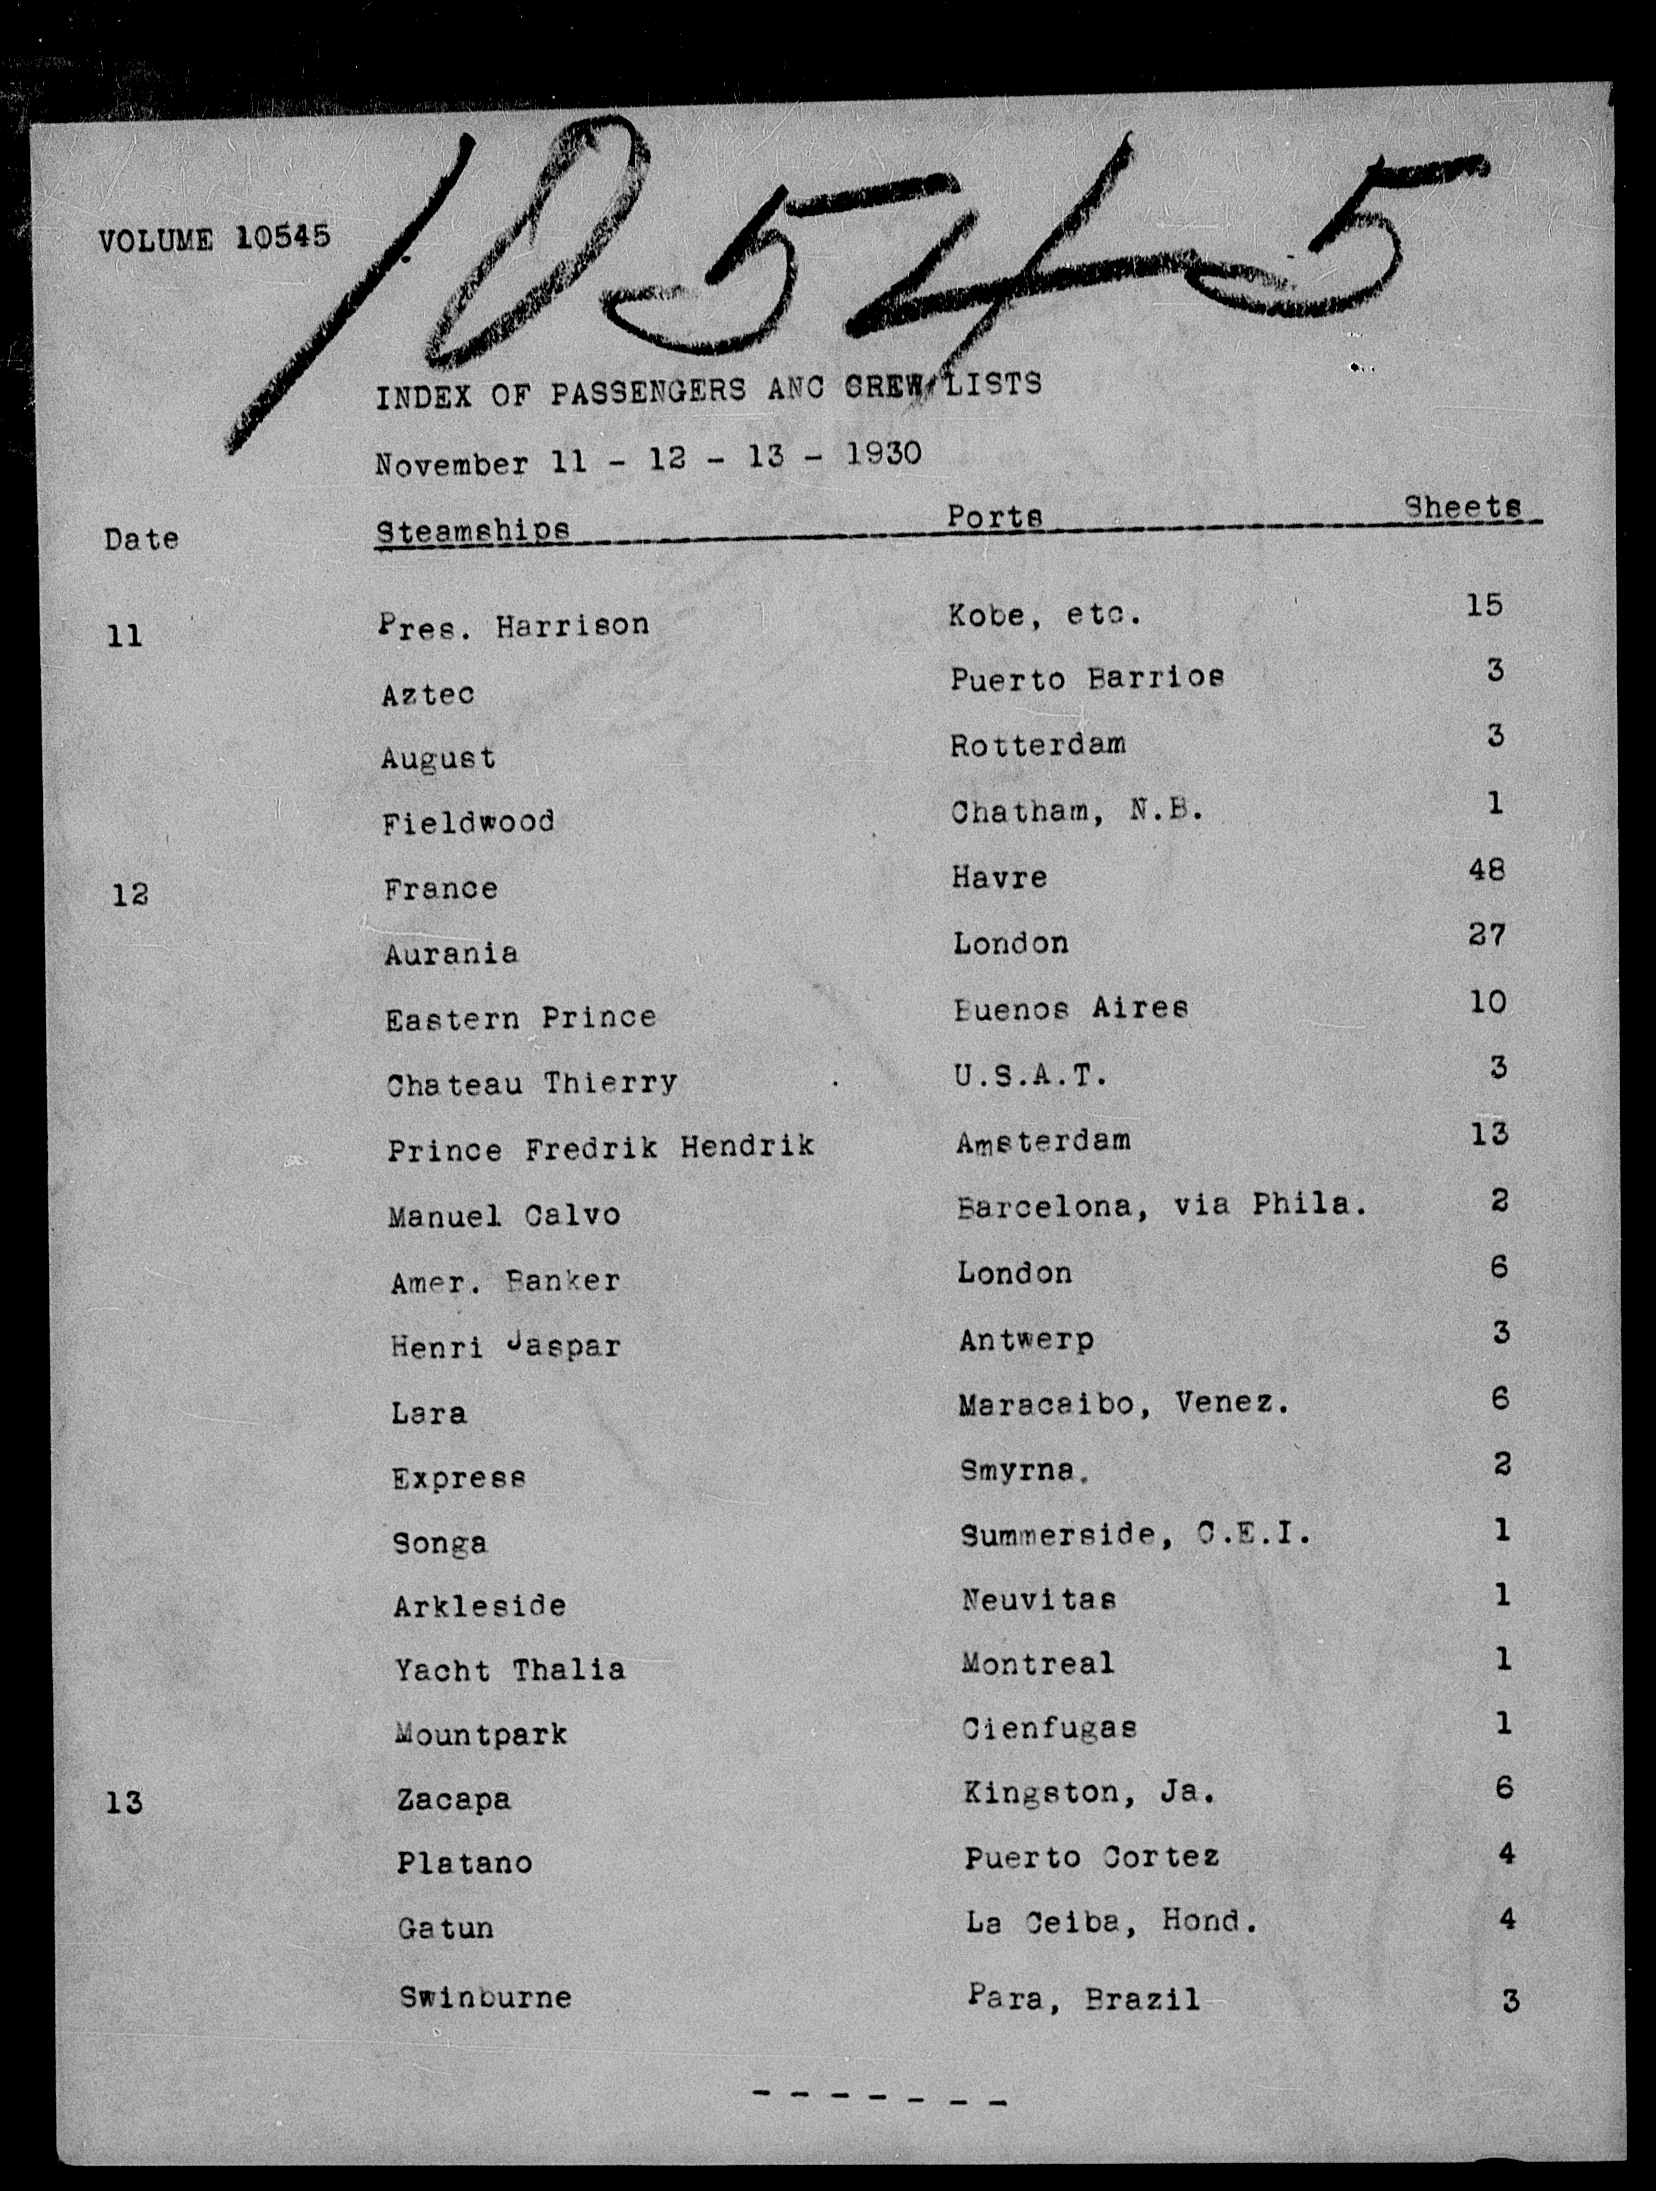 10545
VOLUME 10545
INDEX OF PASSENGERS ANC CREW LISTS
November 11 - 12 - 13 - 1930
Date Steamships Ports Sheets
11 Pres. Harrison Kobe, etc. 15
Aztec Puerto Barrios 3
August Rotterdam 3
Fieldwood Chatham, N.B. 1
12 France Havre 48
Aurania London 27
Eastern Prince Buenos Aires 10
Chateau Thierry U.S.A.T. 3
Prince Fredrik Hendrik Amsterdam 13
Manuel Calvo Barcelona, via Phila. 2
Amer. Banker London 6
Henri Jaspar Antwerp 3
Lara Maracaibo, Venez. 6
Express Smyrna. 2
Songa Summerside, C.E.I. 1
Arkleside Neuvitas 1
Yacht Thalia Montreal 1
Mountpark Cienfugas 1
13 Zacapa Kingston, Ja. 6
Platano Puerto Cortez 4
Gatun La Ceiba, Hond. 4
Swinburne Para, Brazil 3
- - - - - - -